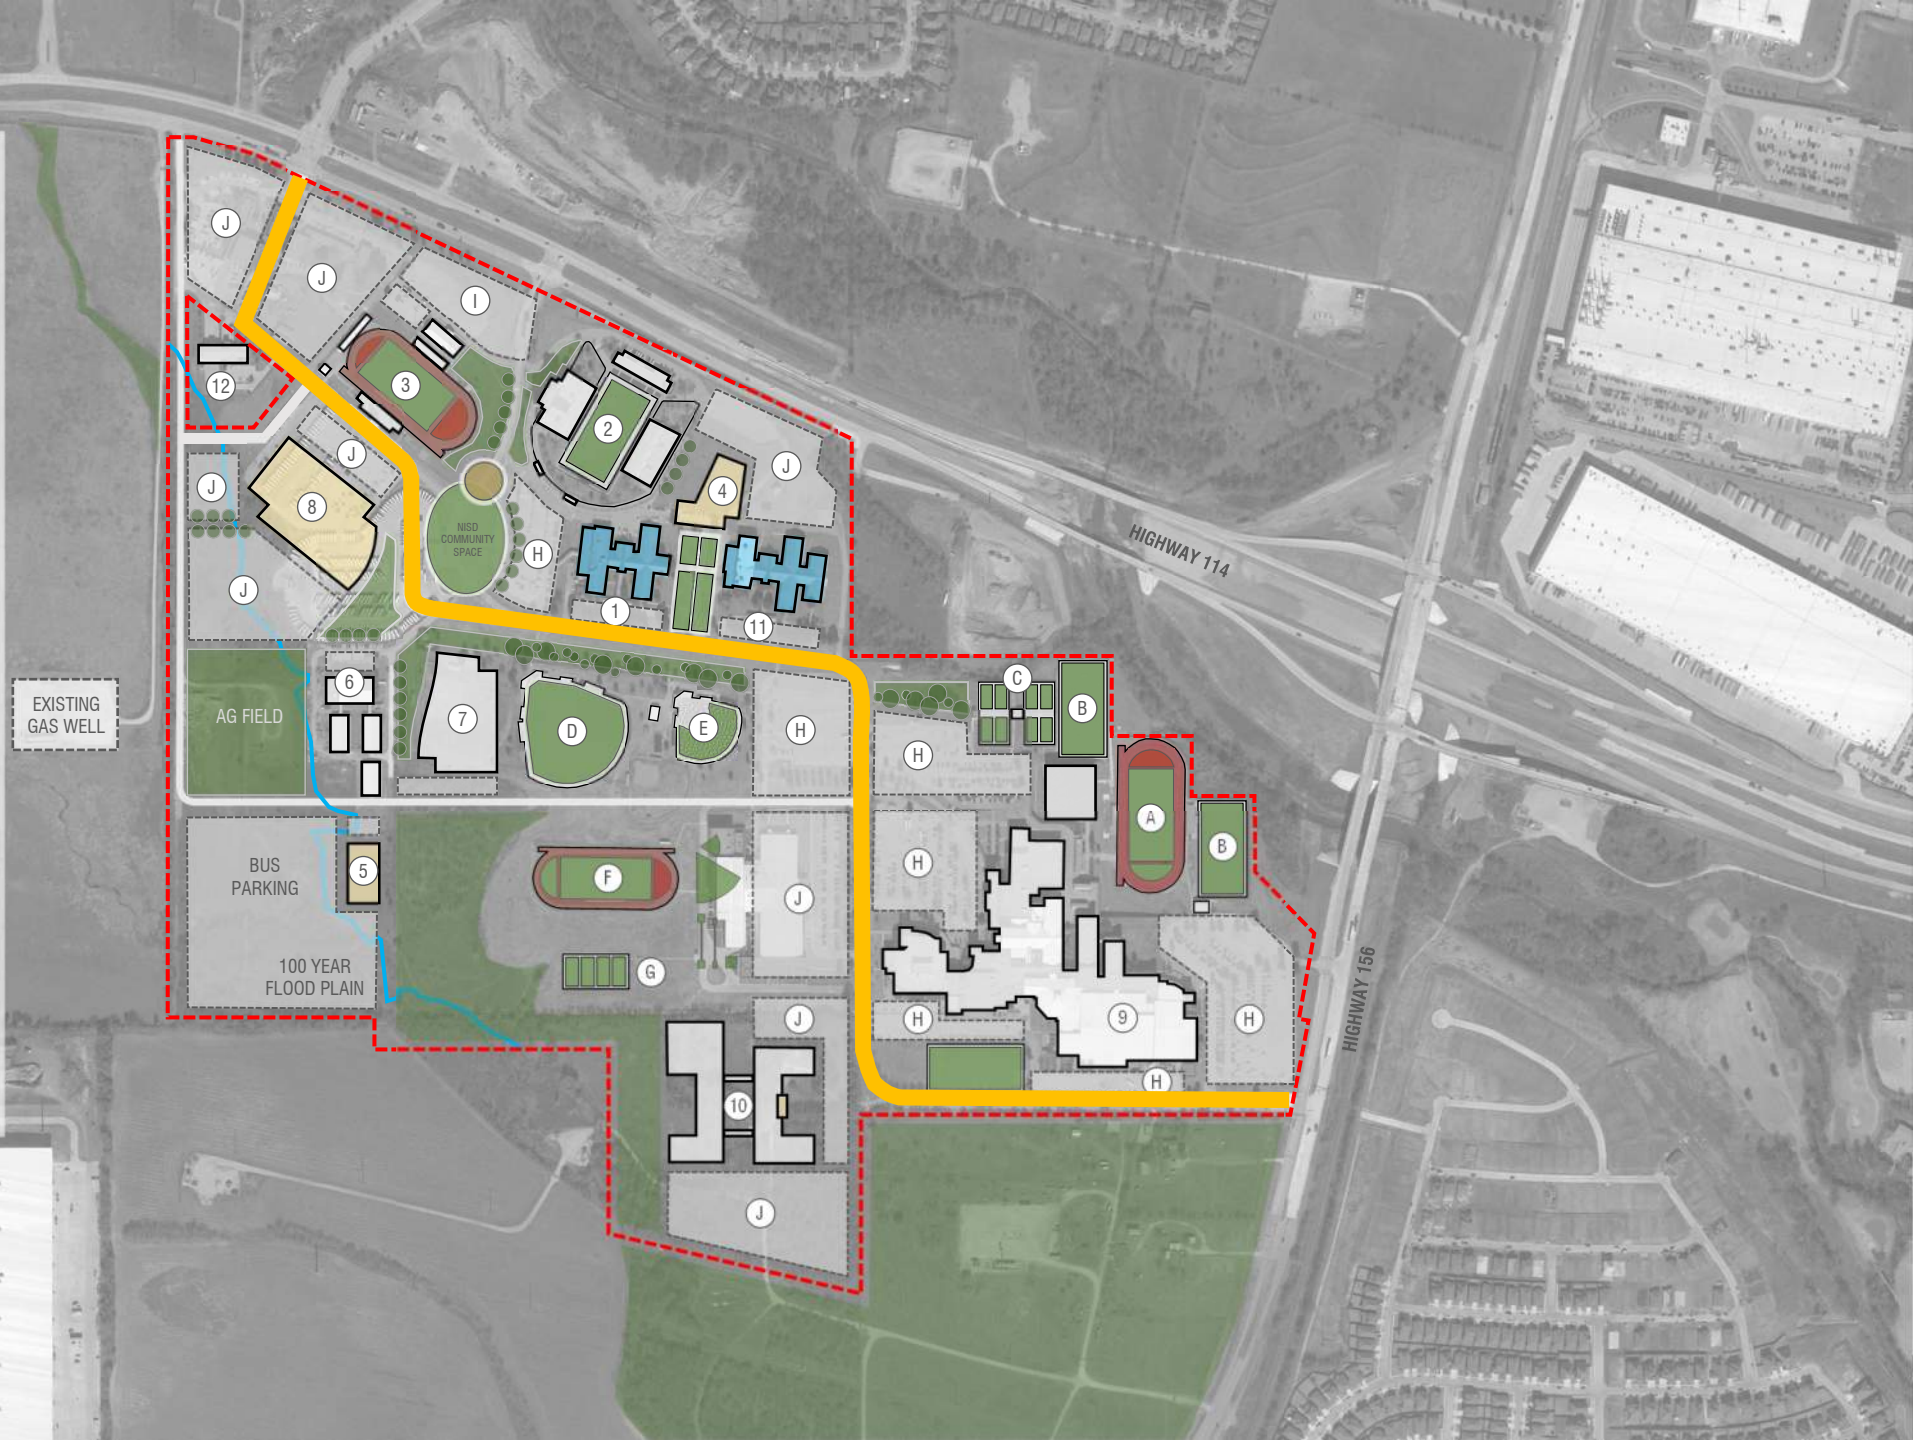 J
J
I
3
12
2
J
J
J
4
8
NISD
COMMUNITY
SPACE
H
HIGHWAY 114
J
1
11
6
C
EXISTING
GAS WELL
AG FIELD
7
D
E
H
H
B
A
B
BUS
PARKING
5
F
J
H
100 YEAR
FLOOD PLAIN
G
HIGHWAY 156
J
H
9
H
H
10
J